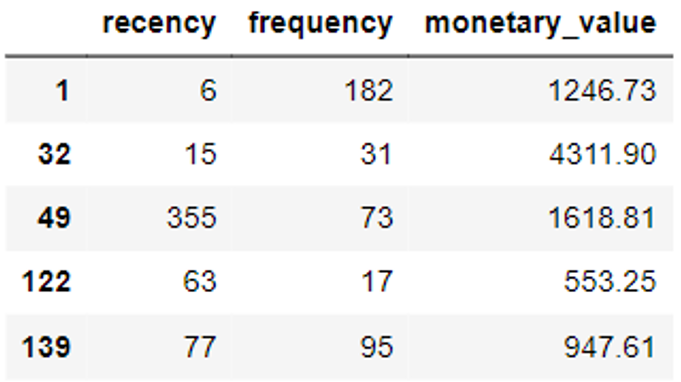 recency frequency monetary_value
1 6 182 1246.73
32 15 31 4311.90
49 355 73 1618.81
122 63 17 553.25
139 77 95 947.61